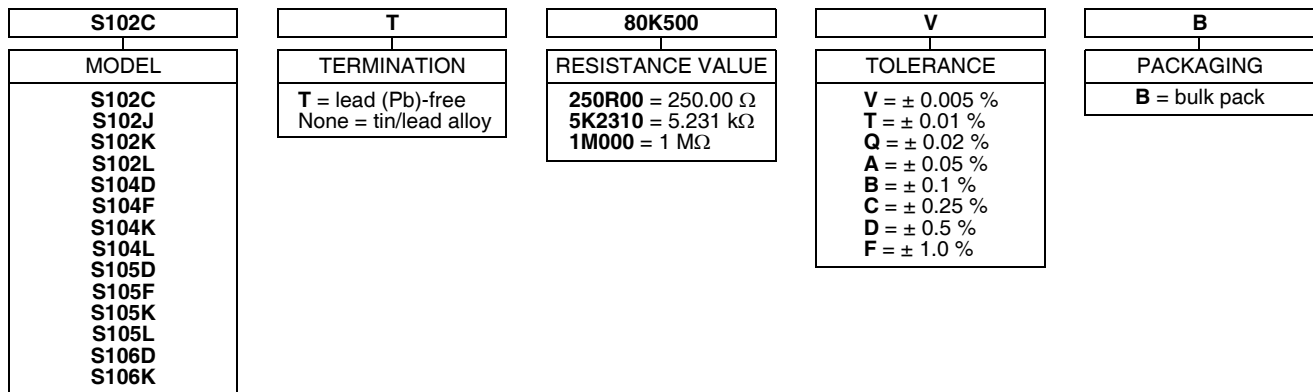 S102C T 80K500 V B
MODEL TERMINATION RESISTANCE VALUE TOLERANCE PACKAGING
S102C
S102J
S102K
S102L
S104D
S104F
S104K
S104L
S105D
S105F
S105K
S105L
S106D
S106K
T = lead (Pb)-free
None = tin/lead alloy
250R00 = 250.00 Ω
5K2310 = 5.231 kΩ
1M000 = 1 MΩ
V = ± 0.005 %
T = ± 0.01 %
Q = ± 0.02 %
A = ± 0.05 %
B = ± 0.1 %
C = ± 0.25 %
D = ± 0.5 %
F = ± 1.0 %
B = bulk pack